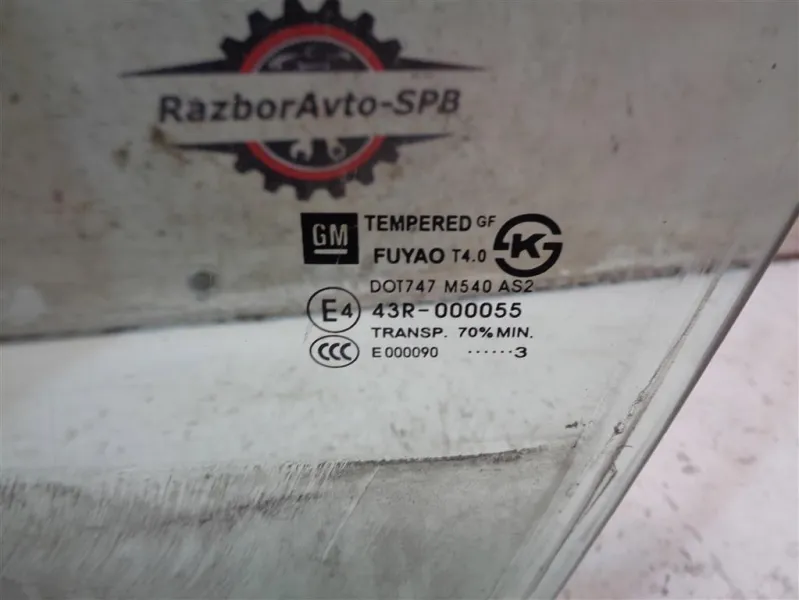 RazborAvto-SPB
GM TEMPERED GF
FUYAO T4.0
DOT747 M540 AS2
E4 43R-000055
TRANSP. 70% MIN.
CCC E000090 ······3